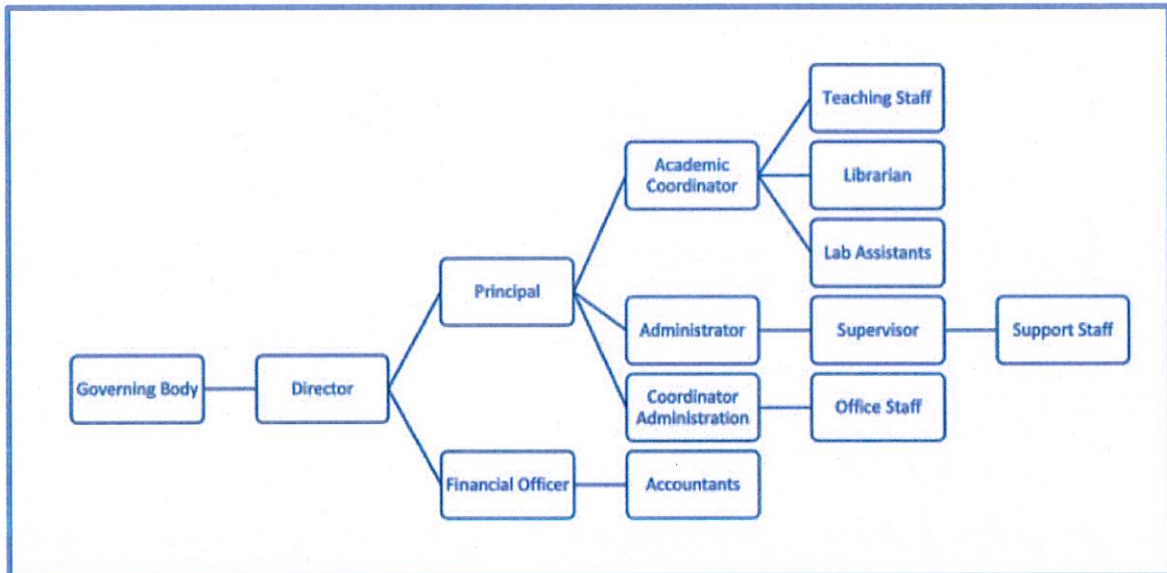 Teaching Staff
Academic
Coordinator
Librarian
Lab Assistants
Principal
Administrator
Supervisor
Support Staff
Governing Body
Director
Coordinator
Administration
Office Staff
Financial Officer
Accountants